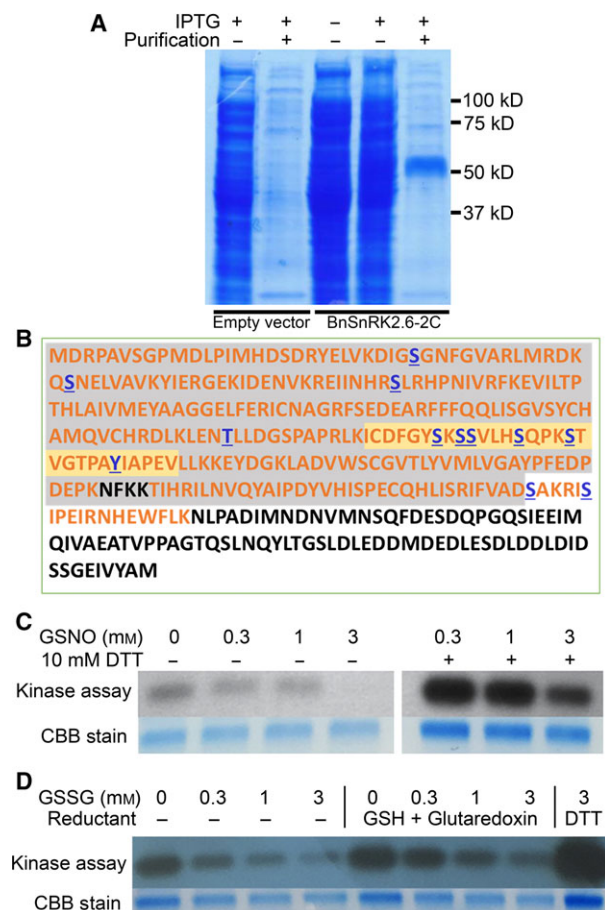 A
IPTG + + – + +
Purification – + – – +
100 kD
75 kD
50 kD
37 kD
Empty vector BnSnRK2.6-2C
B
MDRPAVSGPMDLPIMHDSDRYELVKDIGSGNFGVARLMRDK
QSNELVAVKYIERGEKIDENVKREIINHRSLRHPNIVRFKEVILTP
THLAIVMEYAAGGELFERICNAGRFSEDEARFFFQQLISGVSYCH
AMQVCHRDLKLENTLLDGSPAPRLKICDFGYSKSSVLHSQPKST
VGTPAYIAPEVLLKKEYDGKLADVWSCGVTLYVMLVGAYPFEDP
DEPKNFKKTIHRILNVQYAIPDYVHISPECQHLISRIFVADSAKRIS
IPEIRNHEWFLKNLPADIMNDNVMNSQFDESDQPGQSIEEIM
QIVAEATVPPAGTQSLNQYLTGSLDLEDDMDEDLESDLDDLDID
SSGEIVYAM
C
GSNO (mM) 0 0.3 1 3 0.3 1 3
10 mM DTT – – – – + + +
Kinase assay
CBB stain
D
GSSG (mM) 0 0.3 1 3 0 0.3 1 3 3
Reductant – – – – GSH + Glutaredoxin DTT
Kinase assay
CBB stain